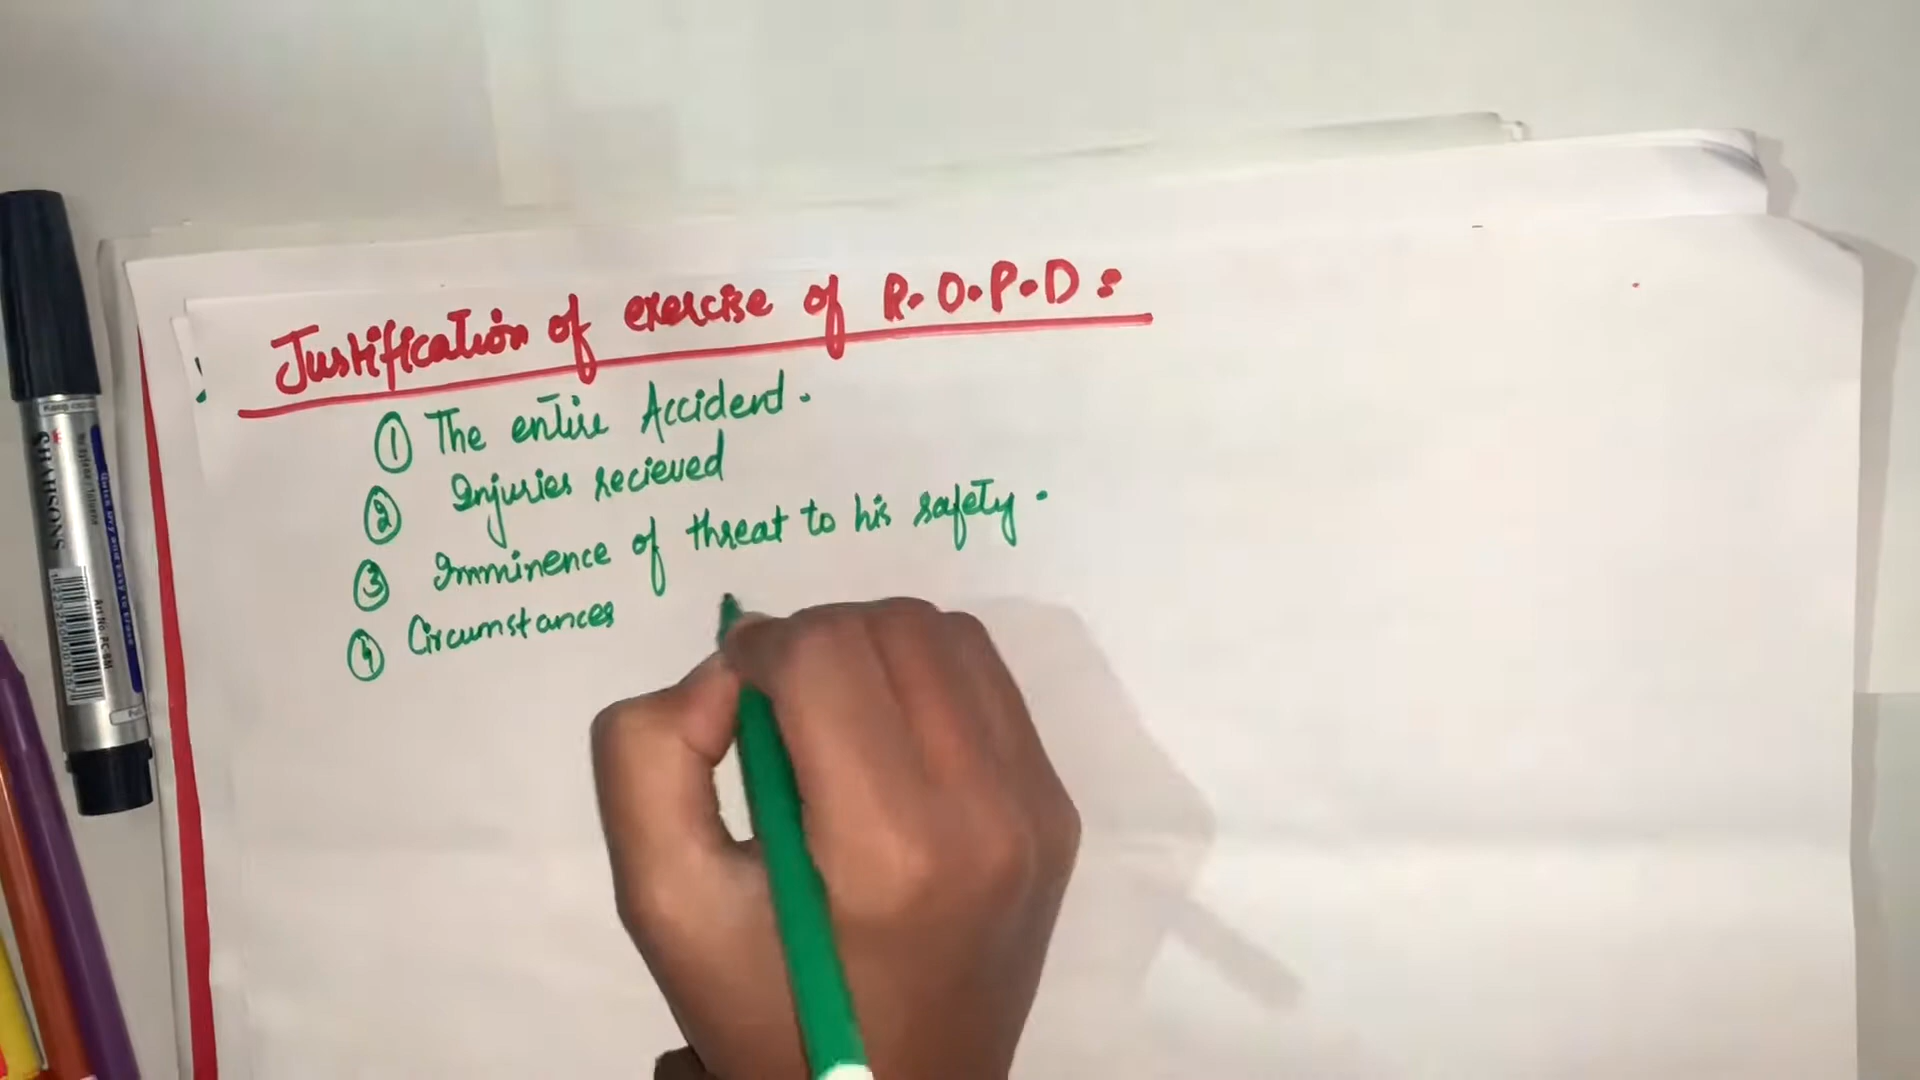 Justification of exercise of R.O.P.D:
① The entire Accident.
② Injuries recieved
③ Imminence of threat to his safety.
④ Circumstances
SNOSHARS